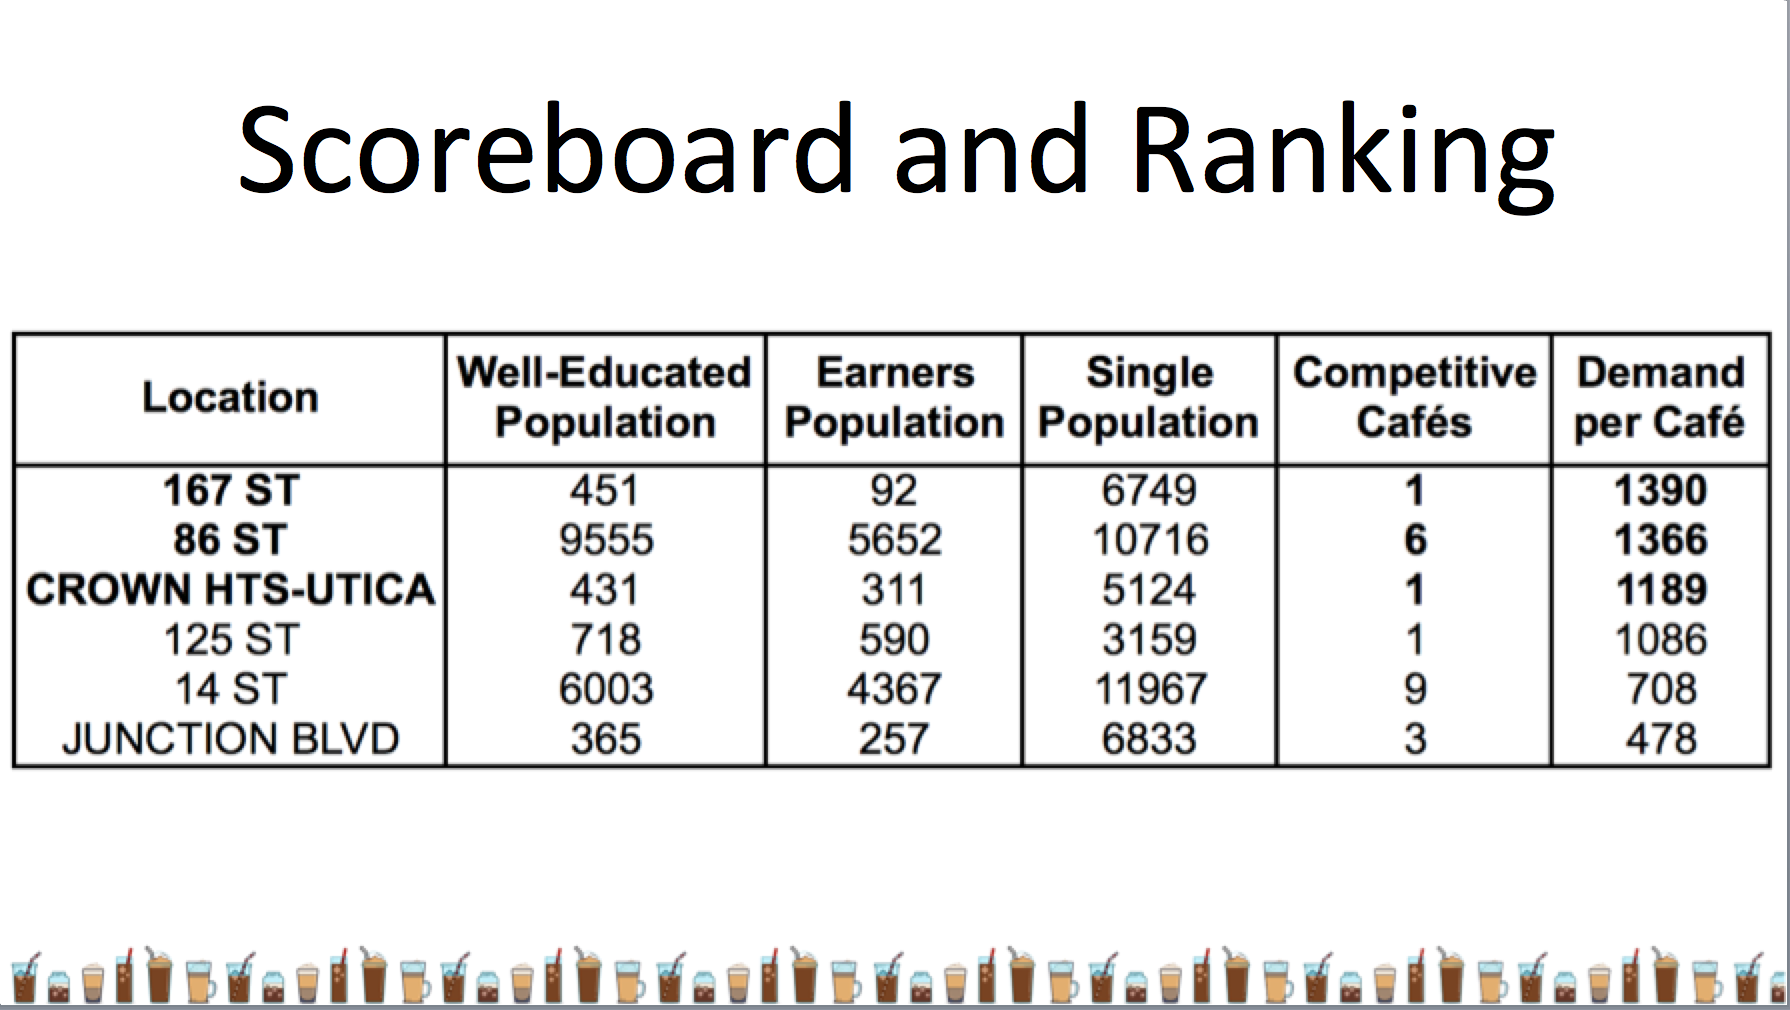 Scoreboard and Ranking
Location Well-Educated Population Earners Population Single Population Competitive Cafés Demand per Café
167 ST 451 92 6749 1 1390
86 ST 9555 5652 10716 6 1366
CROWN HTS-UTICA 431 311 5124 1 1189
125 ST 718 590 3159 1 1086
14 ST 6003 4367 11967 9 708
JUNCTION BLVD 365 257 6833 3 478